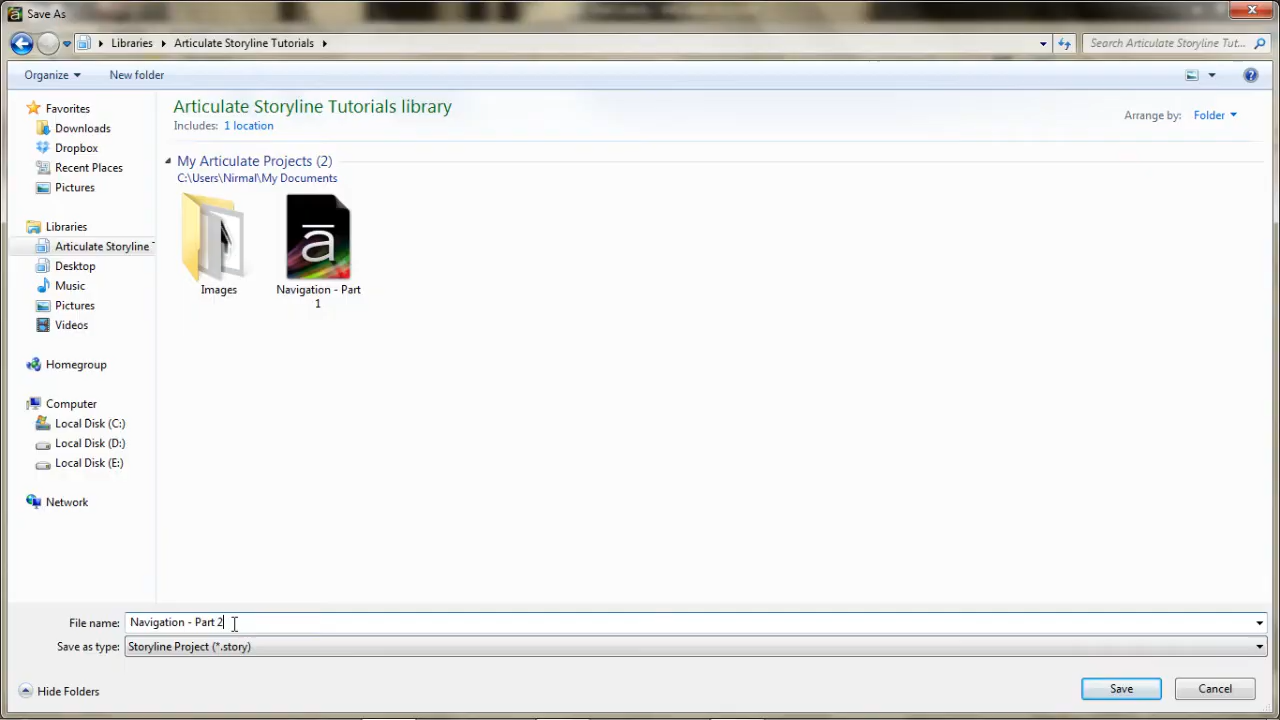 Save As
Libraries
Articulate Storyline Tutorials
Search Articulate Storyline Tut...
Organize
New folder
Favorites
Downloads
Dropbox
Recent Places
Pictures
Libraries
Articulate Storyline T
Desktop
Music
Pictures
Videos
Homegroup
Computer
Local Disk (C:)
Local Disk (D:)
Local Disk (E:)
Network
Articulate Storyline Tutorials library
Includes: 1 location
Arrange by: Folder
My Articulate Projects (2)
C:\Users\Nirmal\My Documents
Images
Navigation - Part
1
File name: Navigation - Part 2
Save as type: Storyline Project (*.story)
Hide Folders
Save
Cancel